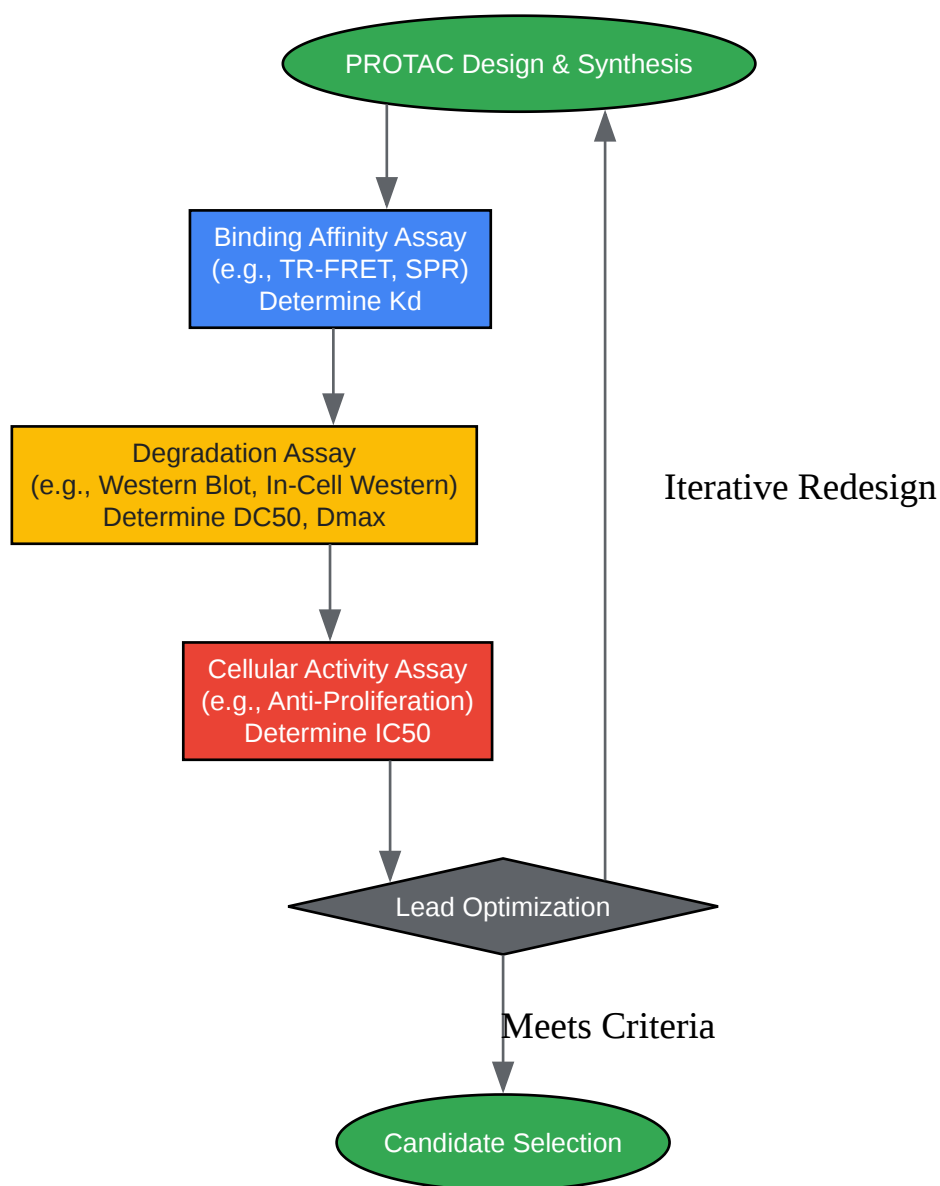 PROTAC Design & Synthesis
Binding Affinity Assay
(e.g., TR-FRET, SPR)
Determine Kd
Degradation Assay
(e.g., Western Blot, In-Cell Western)
Determine DC50, Dmax
Iterative Redesign
Cellular Activity Assay
(e.g., Anti-Proliferation)
Determine IC50
Lead Optimization
Meets Criteria
Candidate Selection